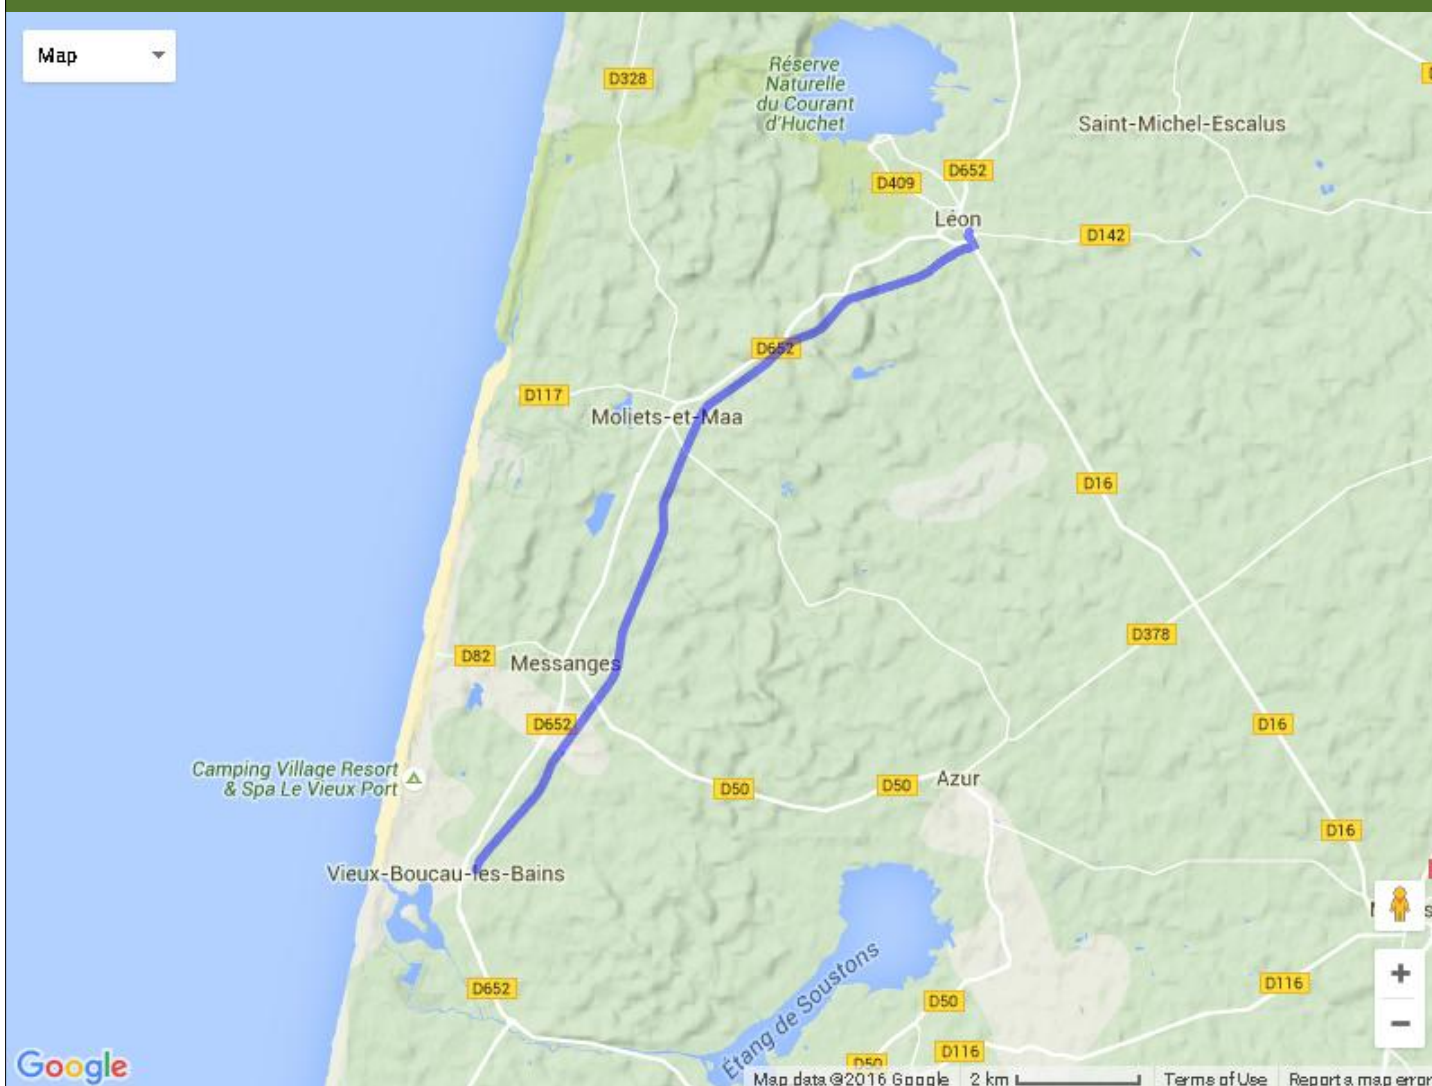 Map
D328
Réserve
Naturelle
du Courant
d'Huchet
Saint-Michel-Escalus
D652
D409
Léon
D142
D652
D117
Moliets-et-Maa
D16
D378
D82
Messanges
D652
D16
Camping Village Resort
& Spa Le Vieux Port
D50
D50
Azur
D16
Vieux-Boucau-les-Bains
Étang de Soustons
D652
D116
D50
D116
D50
Google
Map data ©2016 Google 2 km Terms of Use Report a map error